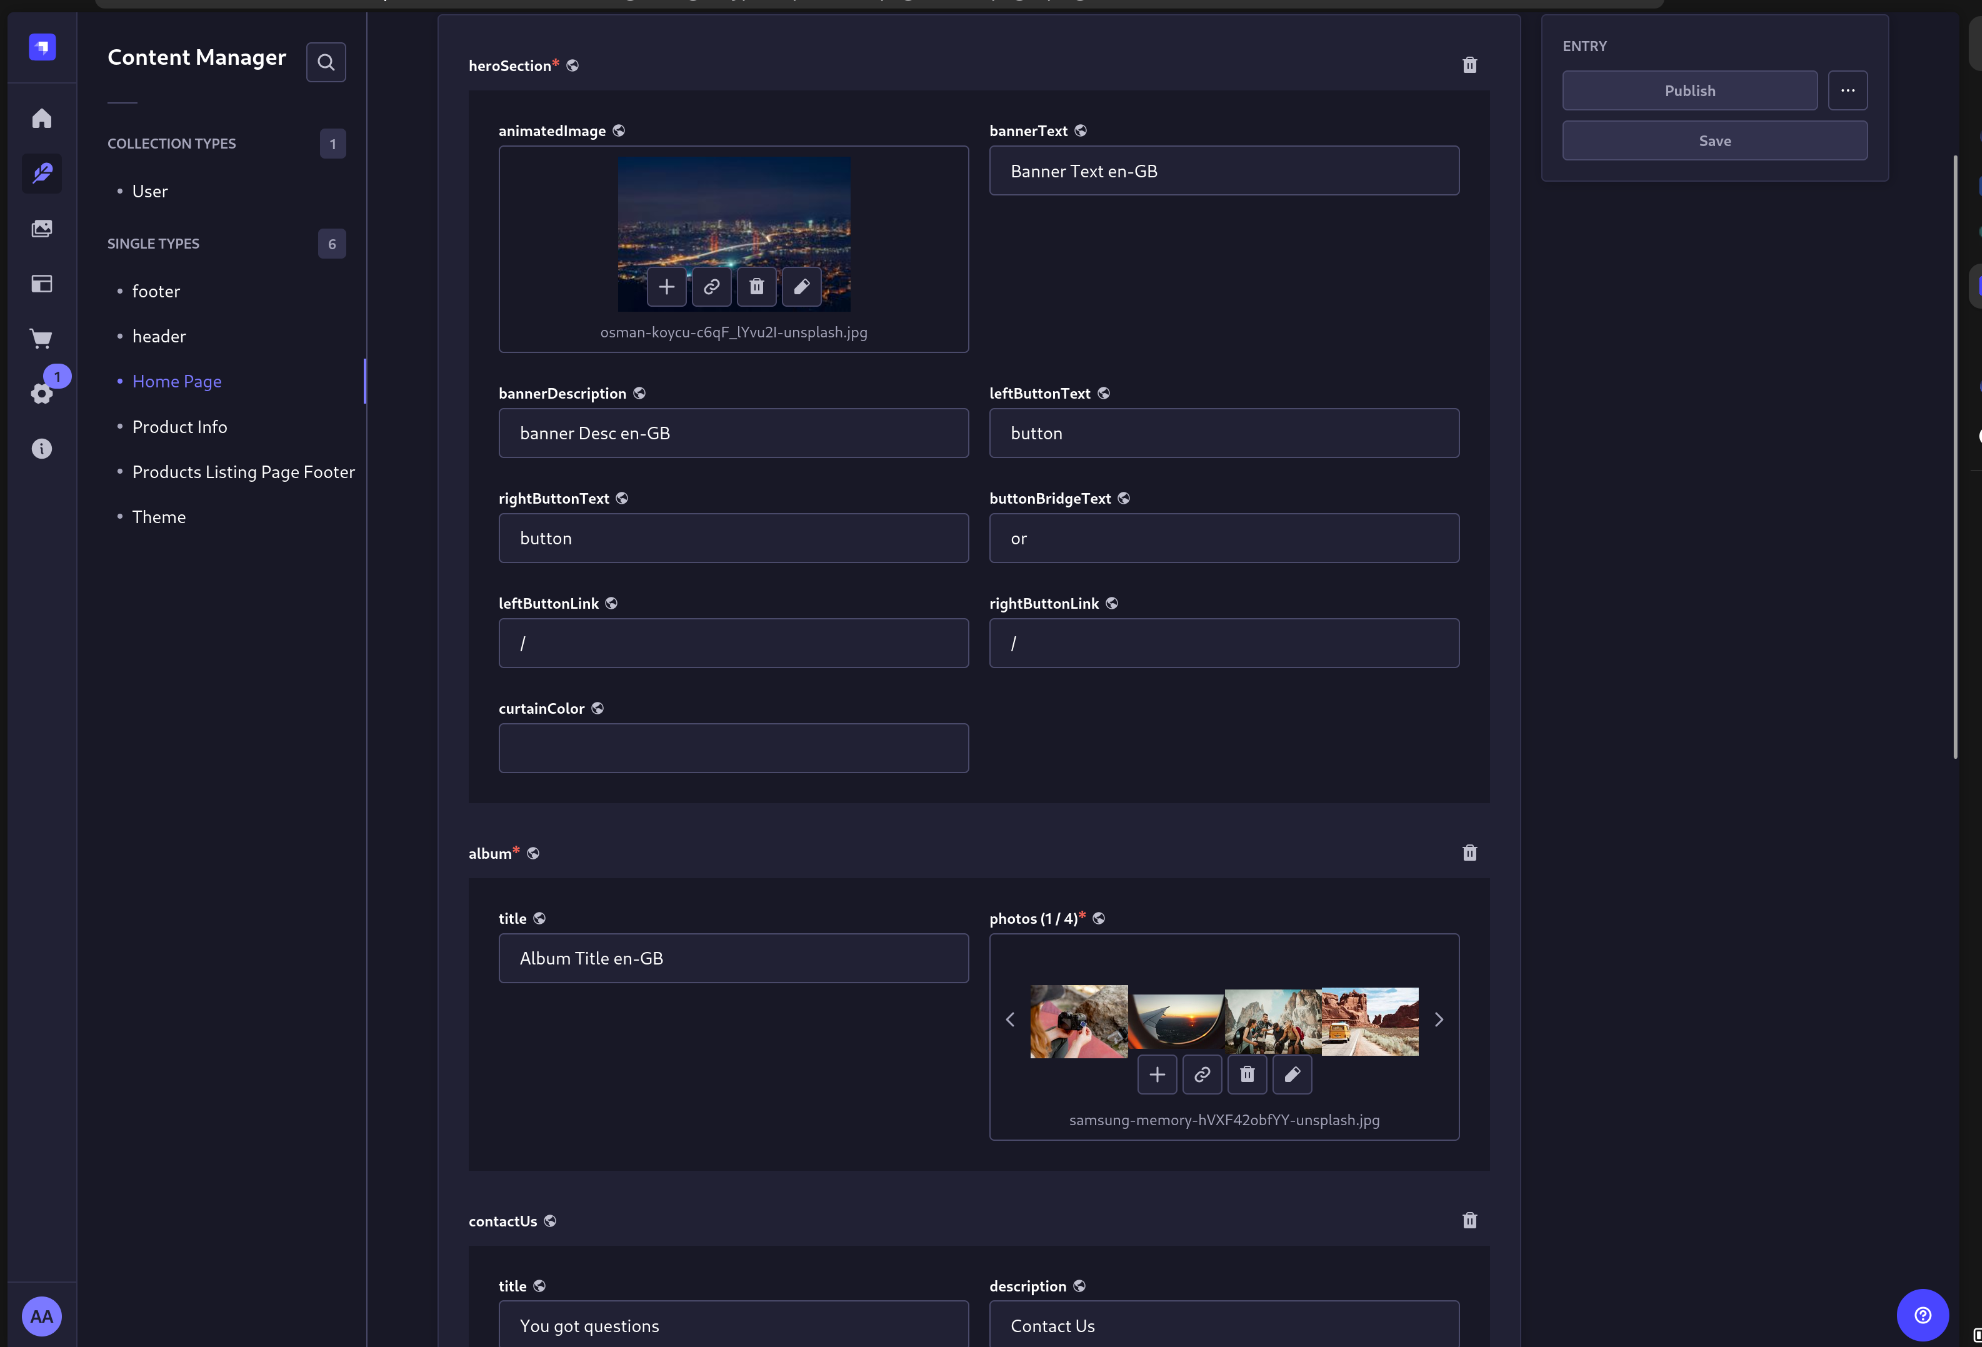 Content Manager
COLLECTION TYPES
1
User
SINGLE TYPES
6
footer
header
Home Page
Product Info
Products Listing Page Footer
Theme
1
AA
heroSection*
animatedImage
osman-koycu-c6qF_lYvu2I-unsplash.jpg
bannerText
Banner Text en-GB
bannerDescription
banner Desc en-GB
leftButtonText
button
rightButtonText
button
buttonBridgeText
or
leftButtonLink
/
rightButtonLink
/
curtainColor
album*
title
Album Title en-GB
photos (1 / 4)*
samsung-memory-hVXF42obfYY-unsplash.jpg
contactUs
title
You got questions
description
Contact Us
ENTRY
Publish
Save